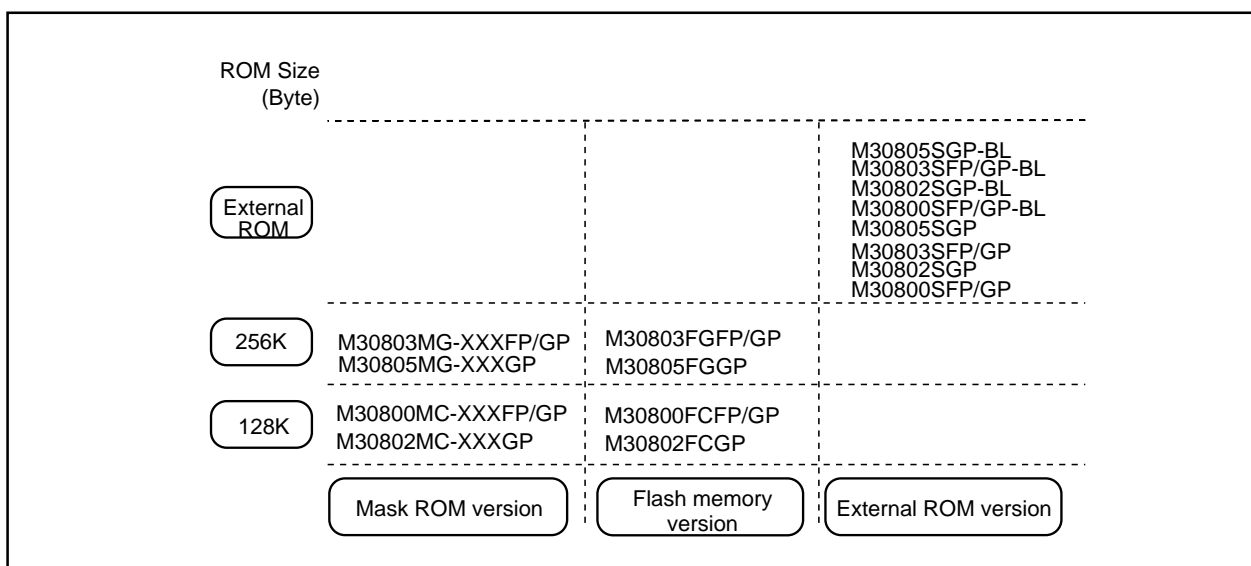 ROM Size
(Byte)
M30805SGP-BL
M30803SFP/GP-BL
M30802SGP-BL
M30800SFP/GP-BL
M30805SGP
M30803SFP/GP
M30802SGP
M30800SFP/GP
External
ROM
256K
M30803MG-XXXFP/GP
M30805MG-XXXGP
M30803FGFP/GP
M30805FGGP
128K
M30800MC-XXXFP/GP
M30802MC-XXXGP
M30800FCFP/GP
M30802FCGP
Mask ROM version
Flash memory
version
External ROM version